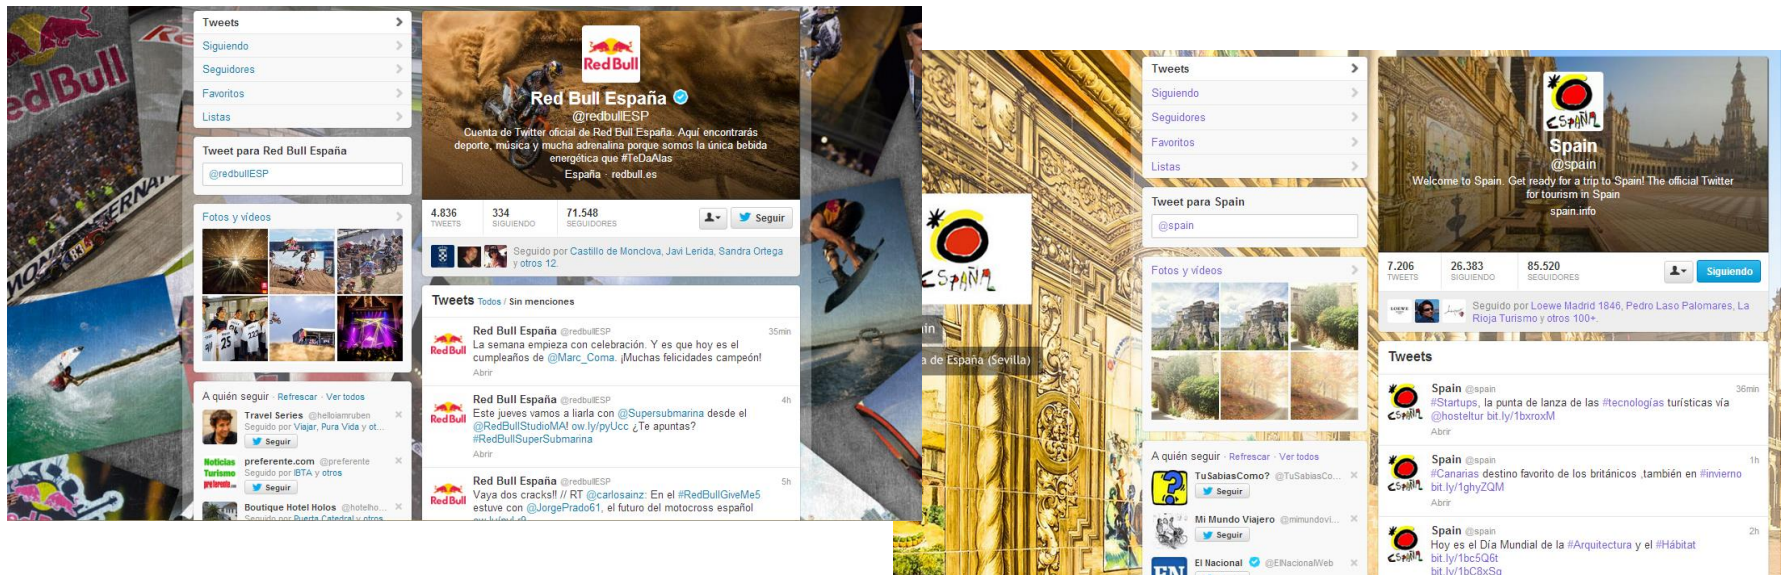 Tweets
Siguiendo
Seguidores
Favoritos
Listas
Tweet para Red Bull España
@redbullESP
Fotos y vídeos
A quién seguir · Refrescar · Ver todos
Travel Series @helloiamruben
Seguido por Viajar, Pura Vida y ot...
Seguir
preferente.com @preferente
Seguido por IBTA y otros
Seguir
Boutique Hotel Holos @hotelho...
Seguido por Puerta Catedral y otros
Red Bull
Red Bull España
@redbullESP
Cuenta de Twitter oficial de Red Bull España. Aquí encontrarás
deporte, música y mucha adrenalina porque somos la única bebida
energética que #TeDaAlas
España · redbull.es
4.836 334 71.548
TWEETS SIGUIENDO SEGUIDORES
Seguir
Seguido por Castillo de Monclova, Javi Lerida, Sandra Ortega
y otros 12.
Tweets Todos / Sin menciones
Red Bull España @redbullESP 35min
La semana empieza con celebración. Y es que hoy es el
cumpleaños de @Marc_Coma. ¡Muchas felicidades campeón!
Abrir
Red Bull España @redbullESP 4h
Este jueves vamos a liarla con @Supersubmarina desde el
@RedBullStudioMA! ow.ly/pyUcc ¿Te apuntas?
#RedBullSuperSubmarina
Abrir
Red Bull España @redbullESP 5h
Vaya dos cracks!! // RT @carlosainz: En el #RedBullGiveMe5
estuve con @JorgePrado61, el futuro del motocross español
ESPAÑA
a de España (Sevilla)
Tweets
Siguiendo
Seguidores
Favoritos
Listas
Tweet para Spain
@spain
Fotos y vídeos
A quién seguir · Refrescar · Ver todos
TuSabiasComo? @TuSabiasCo...
Seguir
Mi Mundo Viajero @mimundovi...
Seguir
El Nacional @ElNacionalWeb
EN
ESPAÑA
Spain
@spain
Welcome to Spain. Get ready for a trip to Spain! The official Twitter
for tourism in Spain
spain.info
7.206 26.383 85.520
TWEETS SIGUIENDO SEGUIDORES
Siguiendo
Seguido por Loewe Madrid 1846, Pedro Laso Palomares, La
Rioja Turismo y otros 100+.
Tweets
Spain @spain 36min
#Startups, la punta de lanza de las #tecnologías turísticas vía
@hosteltur bit.ly/1bxroxM
Abrir
Spain @spain 1h
#Canarias destino favorito de los británicos ,también en #invierno
bit.ly/1ghyZQM
Abrir
Spain @spain 2h
Hoy es el Día Mundial de la #Arquitectura y el #Hábitat
bit.ly/1bc5Q6t
bit.ly/1bC8xSq